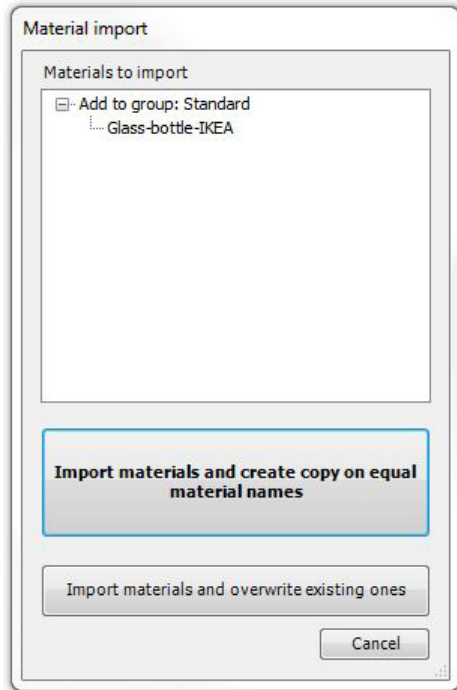 Material import
Materials to import
Add to group: Standard
Glass-bottle-IKEA
Import materials and create copy on equal
material names
Import materials and overwrite existing ones
Cancel